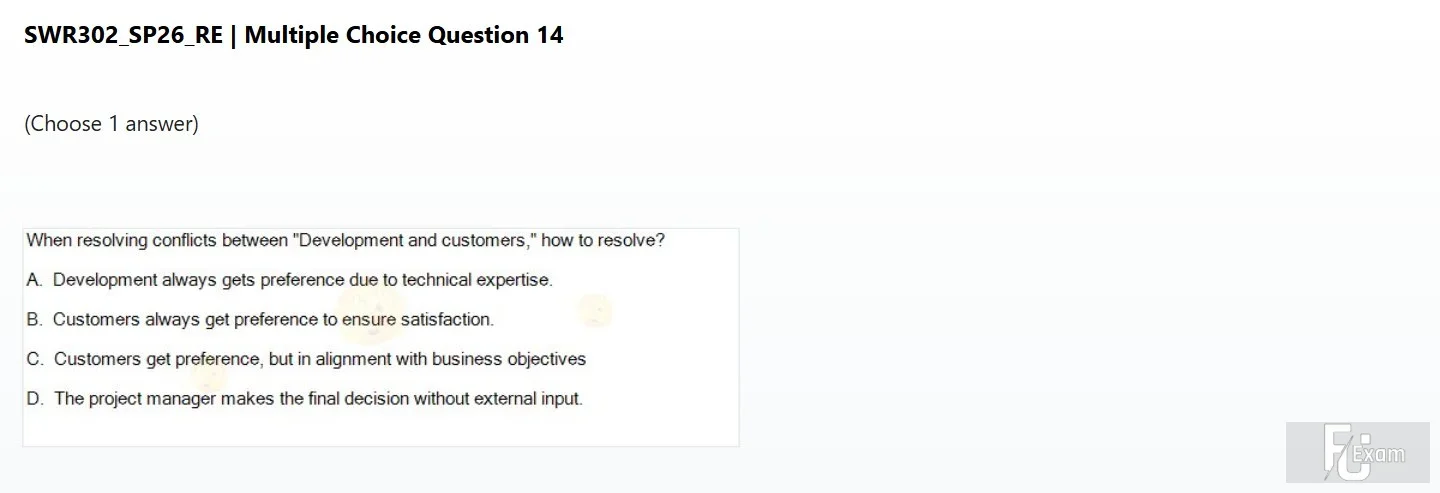 SWR302_SP26_RE | Multiple Choice Question 14
(Choose 1 answer)
When resolving conflicts between "Development and customers," how to resolve?
A. Development always gets preference due to technical expertise.
B. Customers always get preference to ensure satisfaction.
C. Customers get preference, but in alignment with business objectives
D. The project manager makes the final decision without external input.
FU Exam